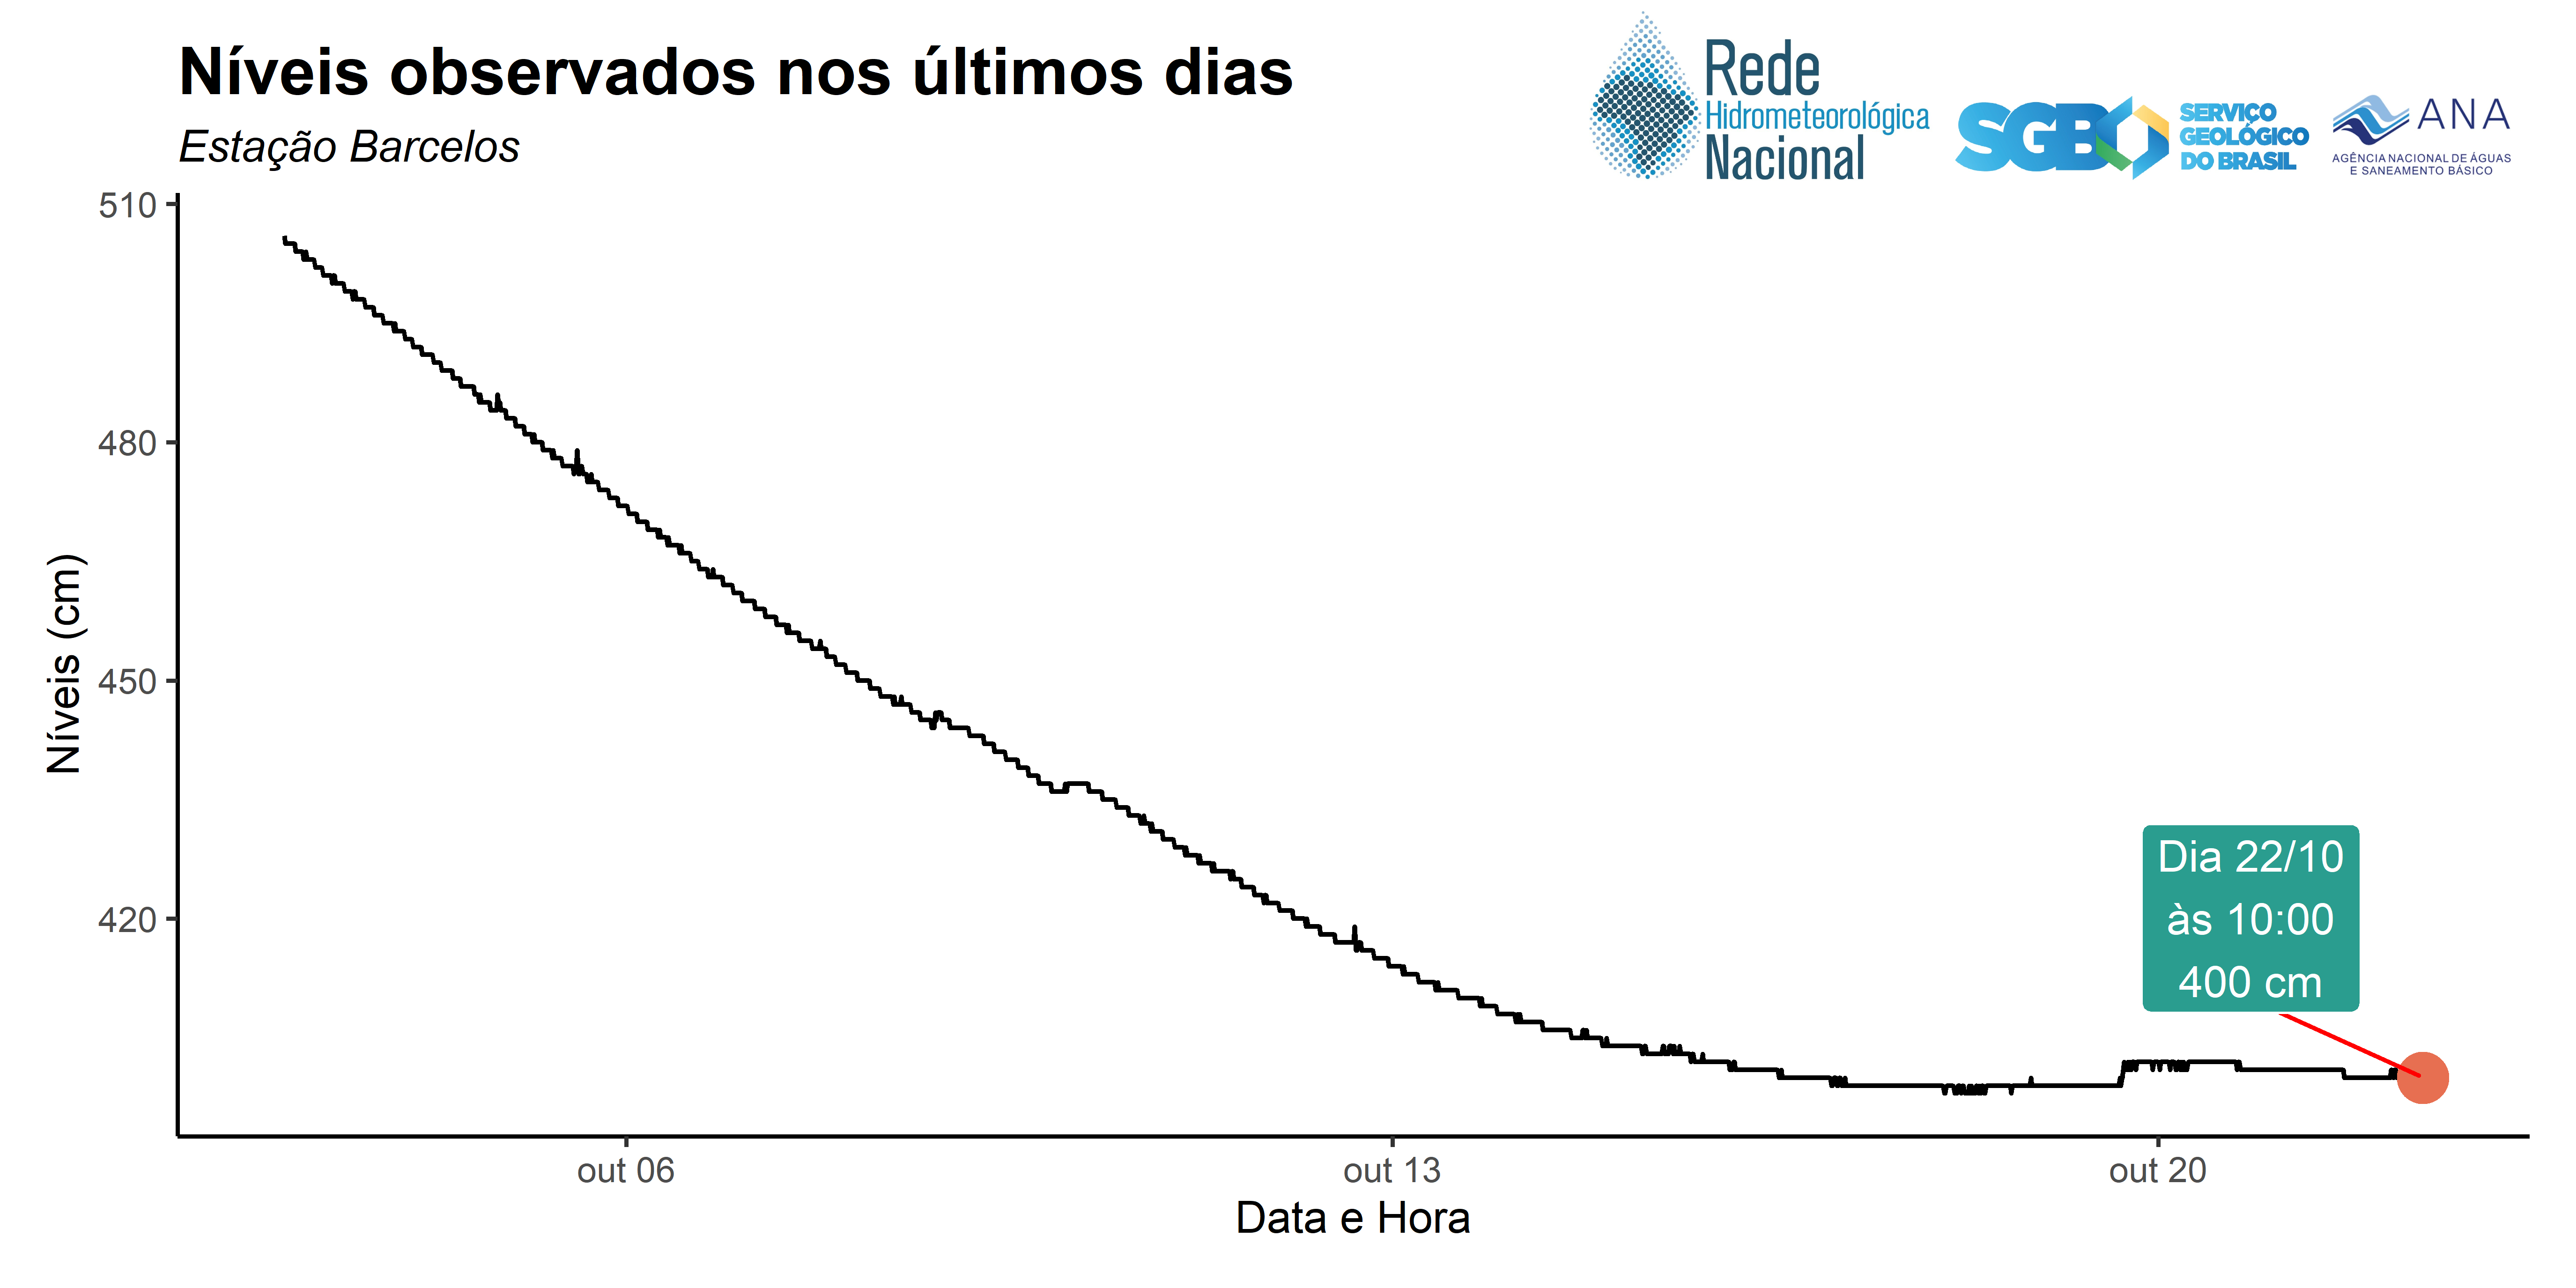 Níveis observados nos últimos dias
Estação Barcelos
Rede
Hidrometeorológica
Nacional
SGB
SERVIÇO
GEOLÓGICO
DO BRASIL
ANA
AGÊNCIA NACIONAL DE ÁGUAS
E SANEAMENTO BÁSICO
Níveis (cm)
510
480
450
420
Dia 22/10
às 10:00
400 cm
out 06
out 13
out 20
Data e Hora